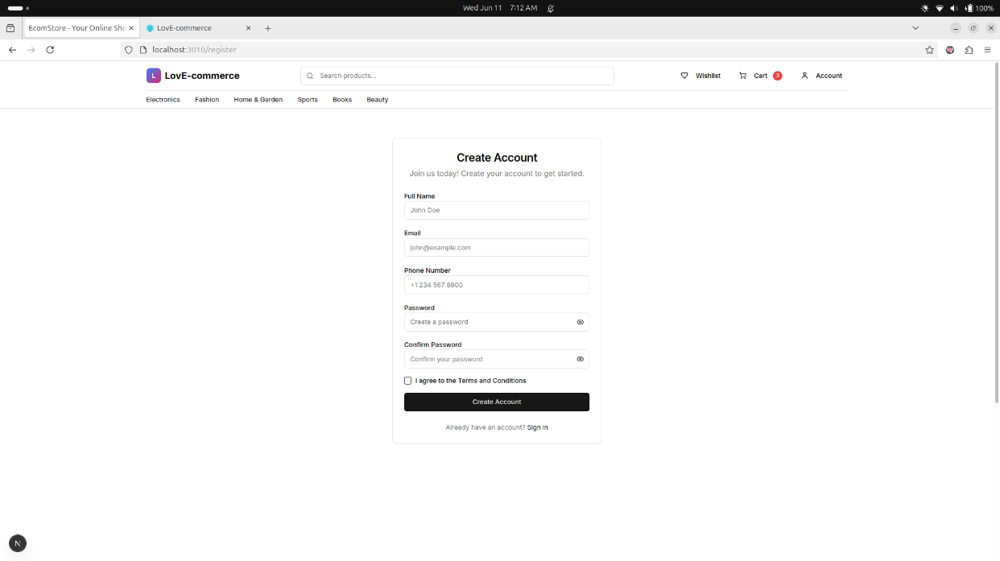 Wed Jun 11 7:12 AM
100%
EcomStore - Your Online Sho
LovE-commerce
localhost:3010/register
L LovE-commerce
Search products...
Wishlist
Cart 3
Account
Electronics Fashion Home & Garden Sports Books Beauty
Create Account
Join us today! Create your account to get started.
Full Name
John Doe
Email
john@example.com
Phone Number
+1 234 567 8900
Password
Create a password
Confirm Password
Confirm your password
I agree to the Terms and Conditions
Create Account
Already have an account? Sign in
N